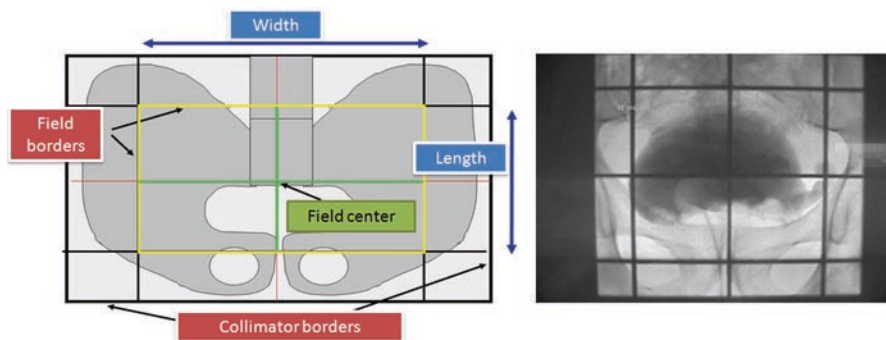 Width
Field
borders
Length
Field center
Collimator borders